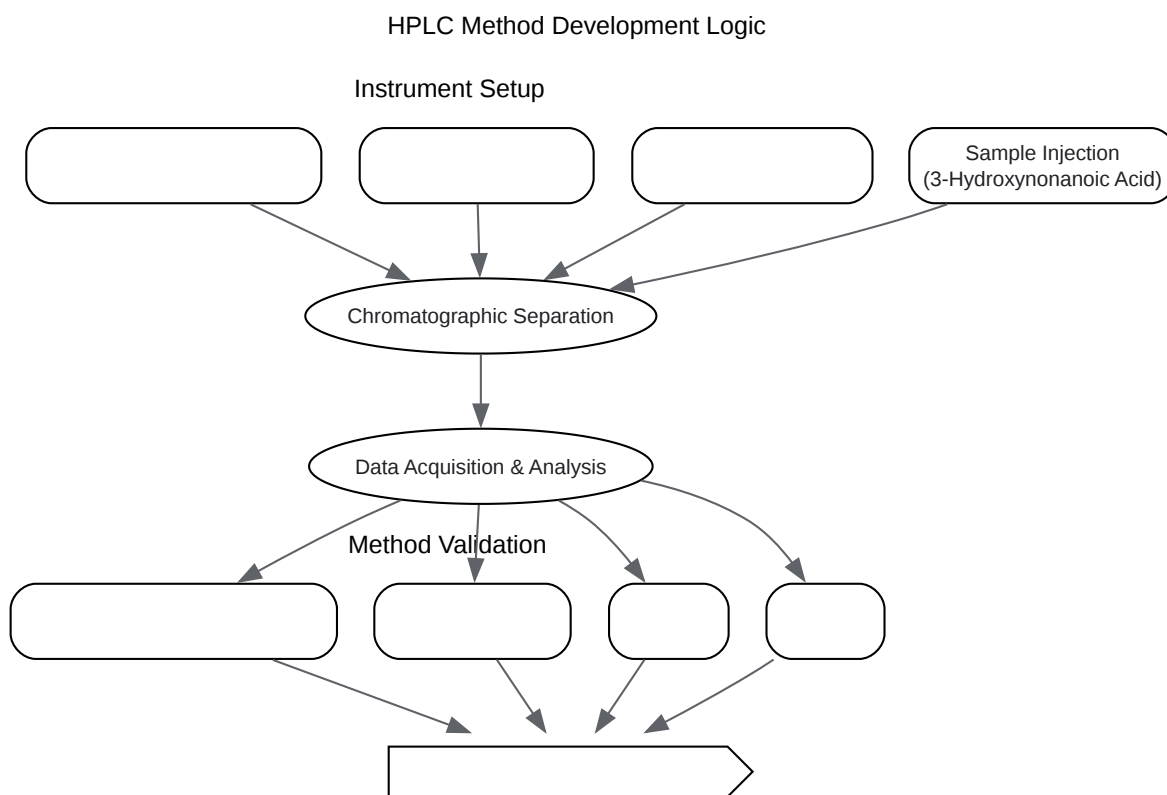 HPLC Method Development Logic
Instrument Setup
Sample Injection
(3-Hydroxynonanoic Acid)
Chromatographic Separation
Data Acquisition & Analysis
Method Validation